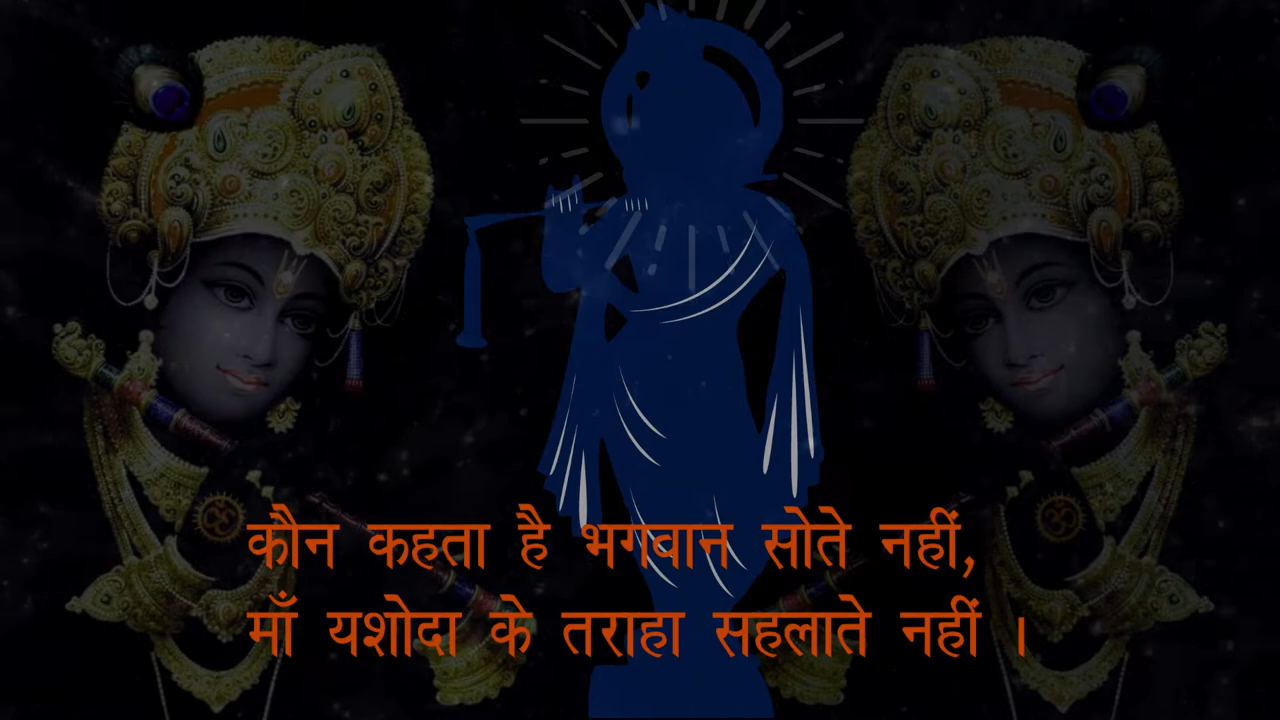 कौन कहता है भगवान सोते नहीं,
माँ यशोदा के तराहा सहलाते नहीं ।